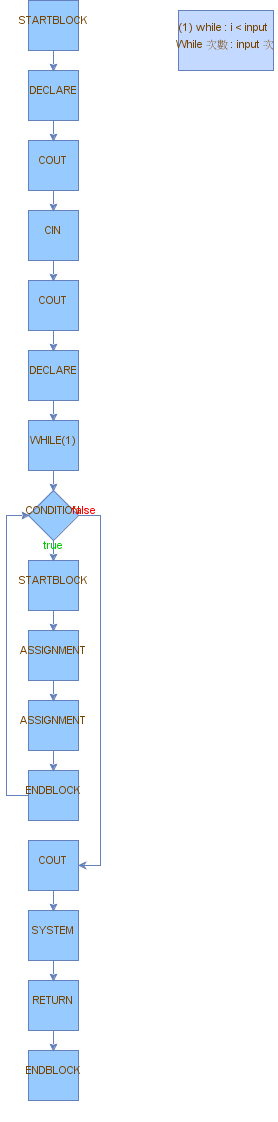 STARTBLOCK
(1) while : i < input
While 次數 : input 次
DECLARE
COUT
CIN
COUT
DECLARE
WHILE(1)
CONDITION
false
true
STARTBLOCK
ASSIGNMENT
ASSIGNMENT
ENDBLOCK
COUT
SYSTEM
RETURN
ENDBLOCK